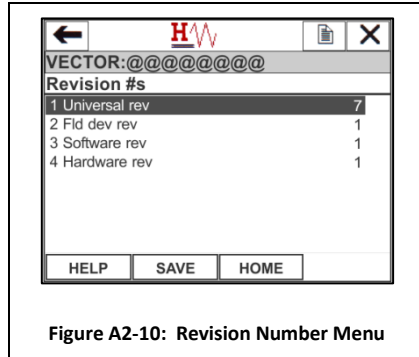 H
VECTOR:@@@@@@@@
Revision #s
1 Universal rev 7
2 Fld dev rev 1
3 Software rev 1
4 Hardware rev 1
HELP SAVE HOME
Figure A2-10: Revision Number Menu